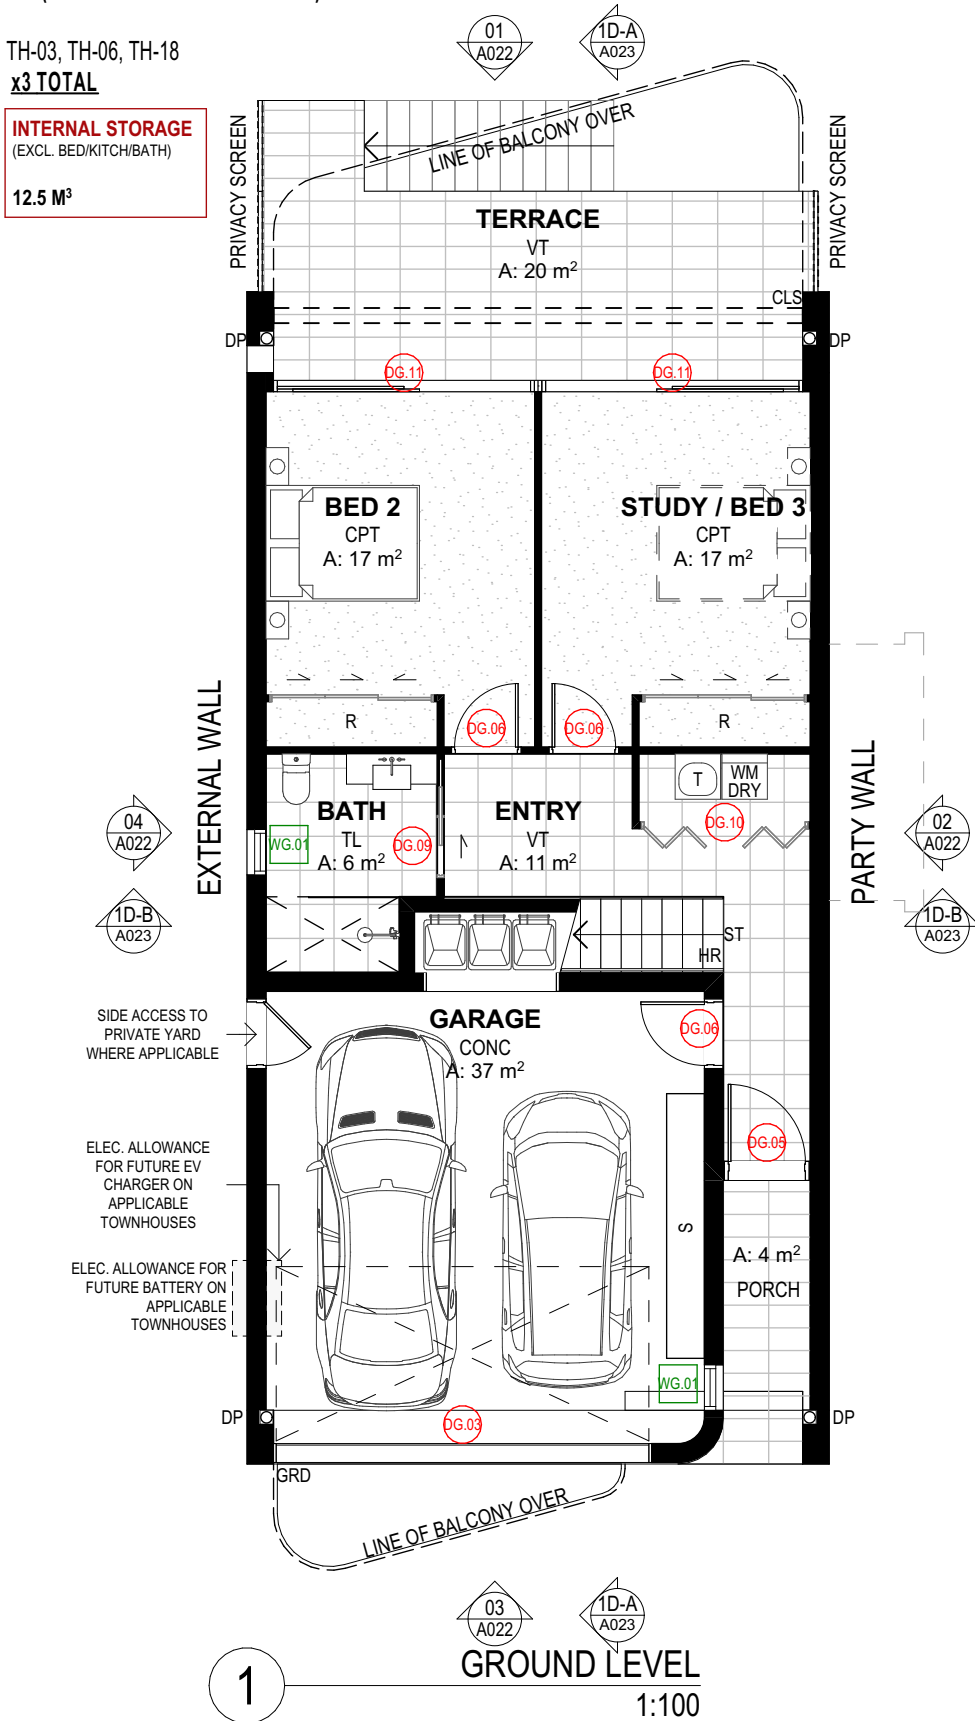 01
A022
1D-A
A023
TH-03, TH-06, TH-18
x3 TOTAL
INTERNAL STORAGE
(EXCL. BED/KITCH/BATH)
12.5 M³
PRIVACY SCREEN
LINE OF BALCONY OVER
PRIVACY SCREEN
TERRACE
VT
A: 20 m²
CLS
DP
DP
DG.11
DG.11
BED 2
CPT
A: 17 m²
STUDY / BED 3
CPT
A: 17 m²
R
DG.06
DG.06
R
EXTERNAL WALL
PARTY WALL
BATH
TL
A: 6 m²
WG.01
DG.09
ENTRY
VT
A: 11 m²
T
WM
DRY
DG.10
04
A022
02
A022
1D-B
A023
1D-B
A023
ST
HR
SIDE ACCESS TO
PRIVATE YARD
WHERE APPLICABLE
GARAGE
CONC
A: 37 m²
DG.06
DG.05
ELEC. ALLOWANCE
FOR FUTURE EV
CHARGER ON
APPLICABLE
TOWNHOUSES
S
A: 4 m²
PORCH
ELEC. ALLOWANCE FOR
FUTURE BATTERY ON
APPLICABLE
TOWNHOUSES
WG.01
DP
DG.03
DP
GRD
LINE OF BALCONY OVER
03
A022
1D-A
A023
1
GROUND LEVEL
1:100